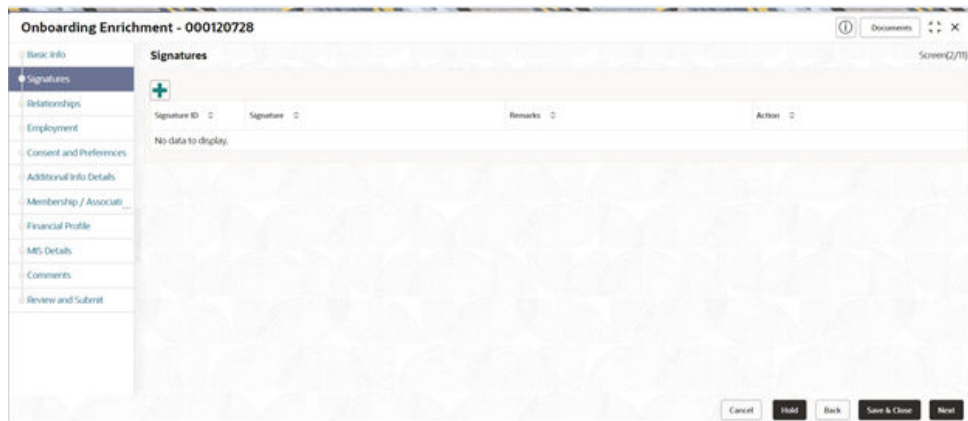 Onboarding Enrichment - 000120728
Documents
Basic Info
Signatures
Relationships
Employment
Consent and Preferences
Additional Info Details
Membership / Associati...
Financial Profile
MIS Details
Comments
Review and Submit
Signatures
Screen(2/11)
Signature ID Signature Remarks Action
No data to display.
Cancel Hold Back Save & Close Next